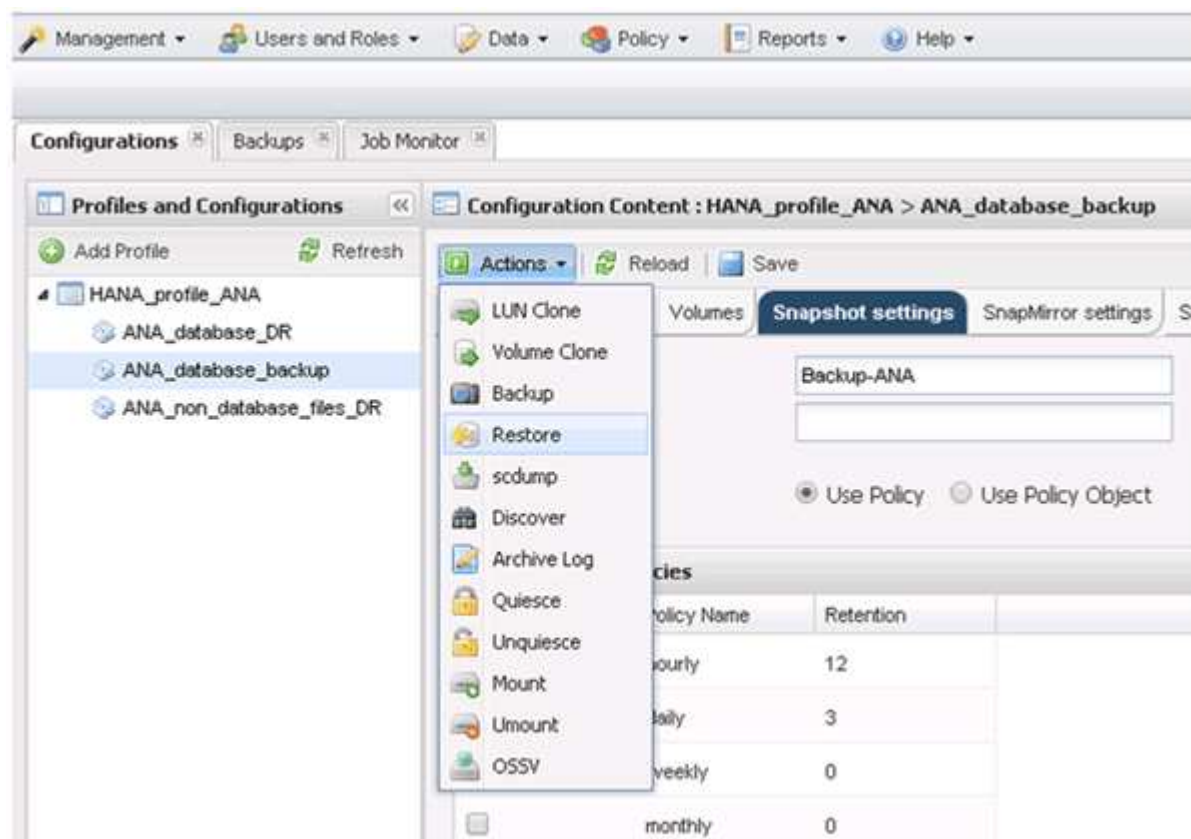 Management Users and Roles Data Policy Reports Help
Configurations Backups Job Monitor
Profiles and Configurations
Add Profile Refresh
HANA_profile_ANA
ANA_database_DR
ANA_database_backup
ANA_non_database_files_DR
Configuration Content : HANA_profile_ANA > ANA_database_backup
Actions Reload Save
Volumes Snapshot settings SnapMirror settings S
LUN Clone
Volume Clone
Backup
Restore
scdump
Discover
Archive Log
Quiesce
Unquiesce
Mount
Umount
OSSV
Backup-ANA
Use Policy Use Policy Object
cies
olicy Name Retention
ourly 12
aily 3
weekly 0
monthly 0